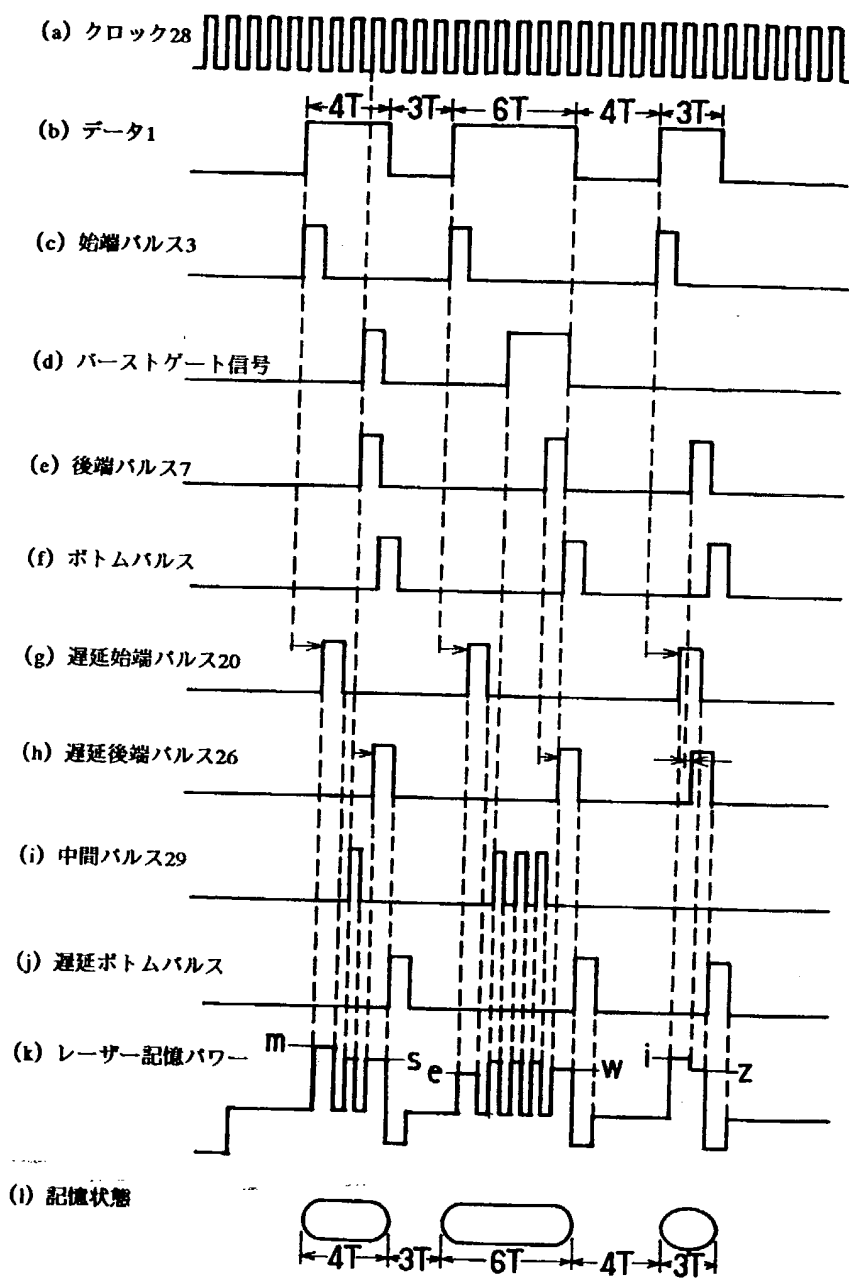 (a) クロック28
4T 3T 6T 4T 3T
(b) データ1
(c) 始端パルス3
(d) バーストゲート信号
(e) 後端パルス7
(f) ボトムパルス
(g) 遅延始端パルス20
(h) 遅延後端パルス26
(i) 中間パルス29
(j) 遅延ボトムパルス
(k) レーザー記憶パワー
m s e w i z
(l) 記憶状態
4T 3T 6T 4T 3T